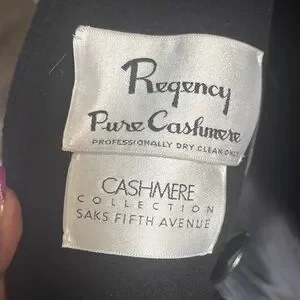 Regency
Pure Cashmere
PROFESSIONALLY DRY CLEAN ONLY
CASHMERE
COLLECTION
SAKS FIFTH AVENUE